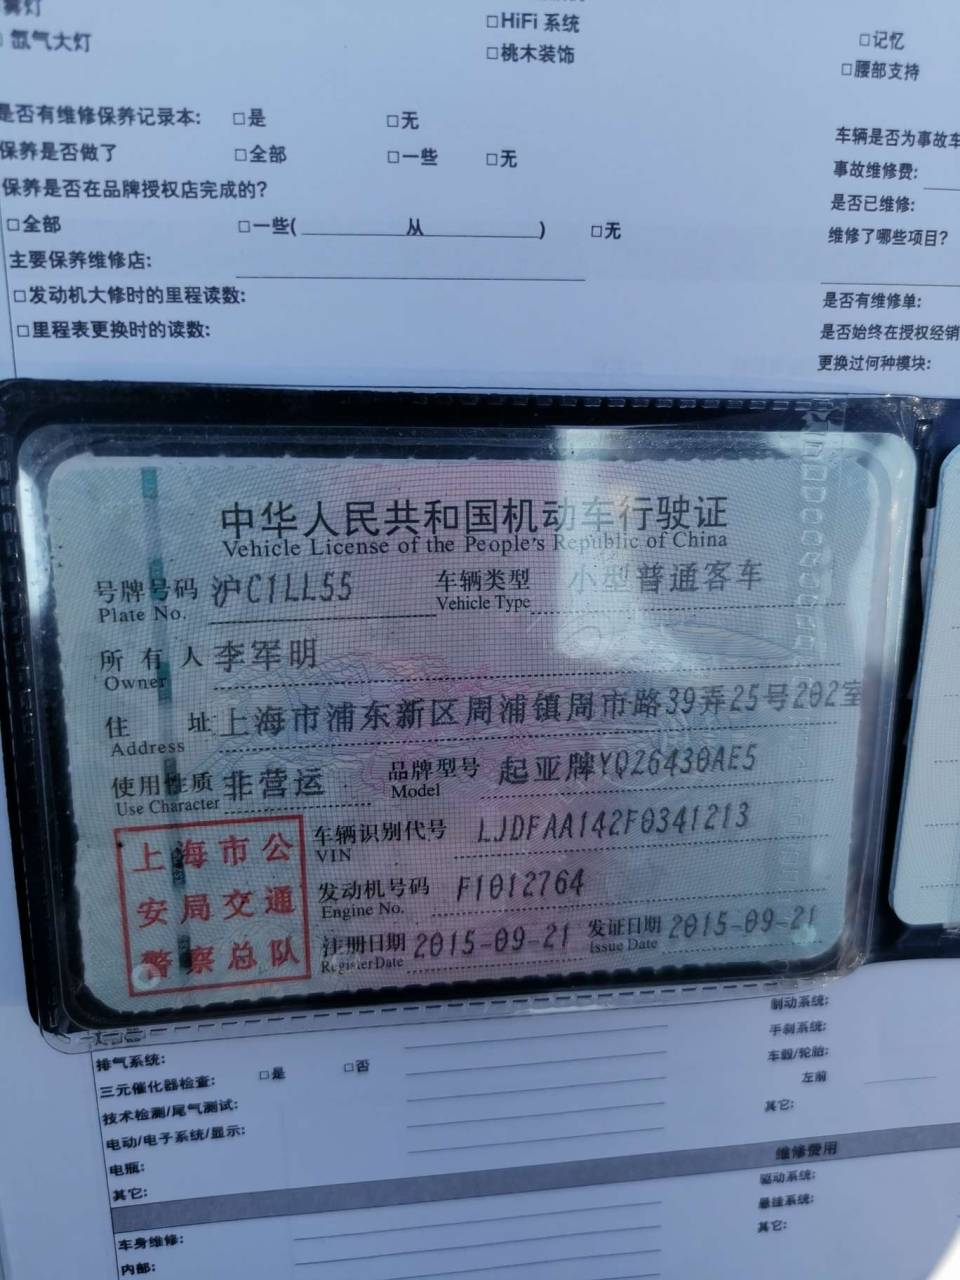 雾灯
□HiFi 系统
氙气大灯
□桃木装饰
□记忆
□腰部支持
是否有维修保养记录本: □是 □无
保养是否做了 □全部 □一些 □无
车辆是否为事故车
事故维修费:
保养是否在品牌授权店完成的?
是否已维修:
□全部 □一些( 从 ) □无
维修了哪些项目?
主要保养维修店:
□发动机大修时的里程读数:
是否有维修单:
□里程表更换时的读数:
是否始终在授权经销
更换过何种模块:
中华人民共和国机动车行驶证
Vehicle License of the People's Republic of China
号牌号码 沪C1LL55 车辆类型 小型普通客车
Plate No. Vehicle Type
所有人 李军明
Owner
住址 上海市浦东新区周浦镇周市路39弄25号202室
Address
使用性质 非营运 品牌型号 起亚牌YQZ6430AE5
Use Character Model
上海市公
安局交通
警察总队
车辆识别代号 LJDFAA142F0341213
VIN
发动机号码 F1012764
Engine No.
注册日期 2015-09-21 发证日期 2015-09-21
Register Date Issue Date
制动系统:
手刹系统:
排气系统:
车毂/轮胎:
三元催化器检查: □是 □否
左前
技术检测/尾气测试:
其它:
电动/电子系统/显示:
电瓶:
维修费用
其它:
驱动系统:
悬挂系统:
车身维修:
其它:
内部: